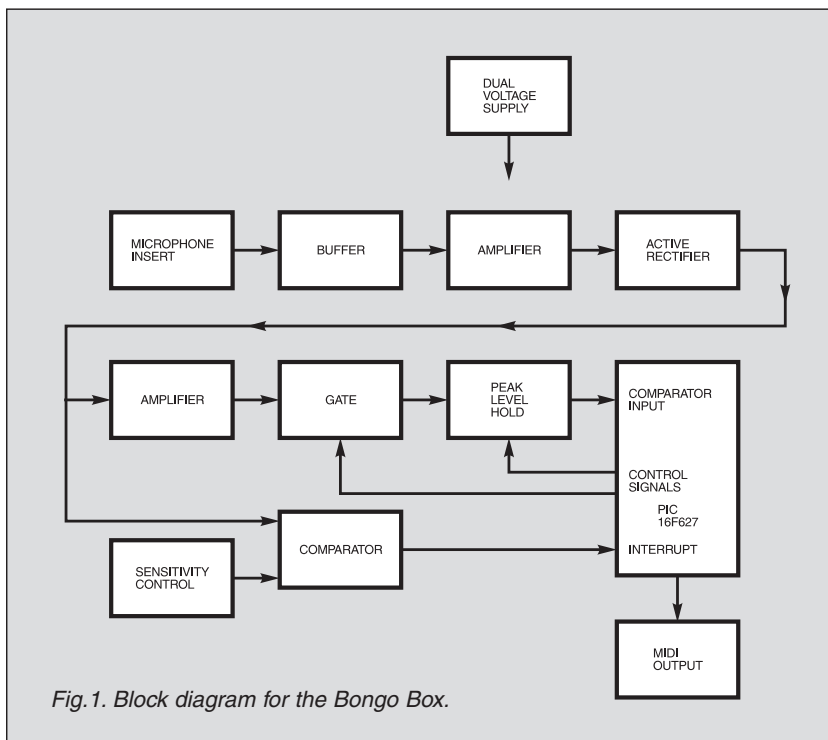 DUAL
VOLTAGE
SUPPLY
MICROPHONE
INSERT
BUFFER
AMPLIFIER
ACTIVE
RECTIFIER
AMPLIFIER
GATE
PEAK
LEVEL
HOLD
COMPARATOR
INPUT
CONTROL
SIGNALS
PIC
16F627
INTERRUPT
COMPARATOR
SENSITIVITY
CONTROL
MIDI
OUTPUT
Fig.1. Block diagram for the Bongo Box.